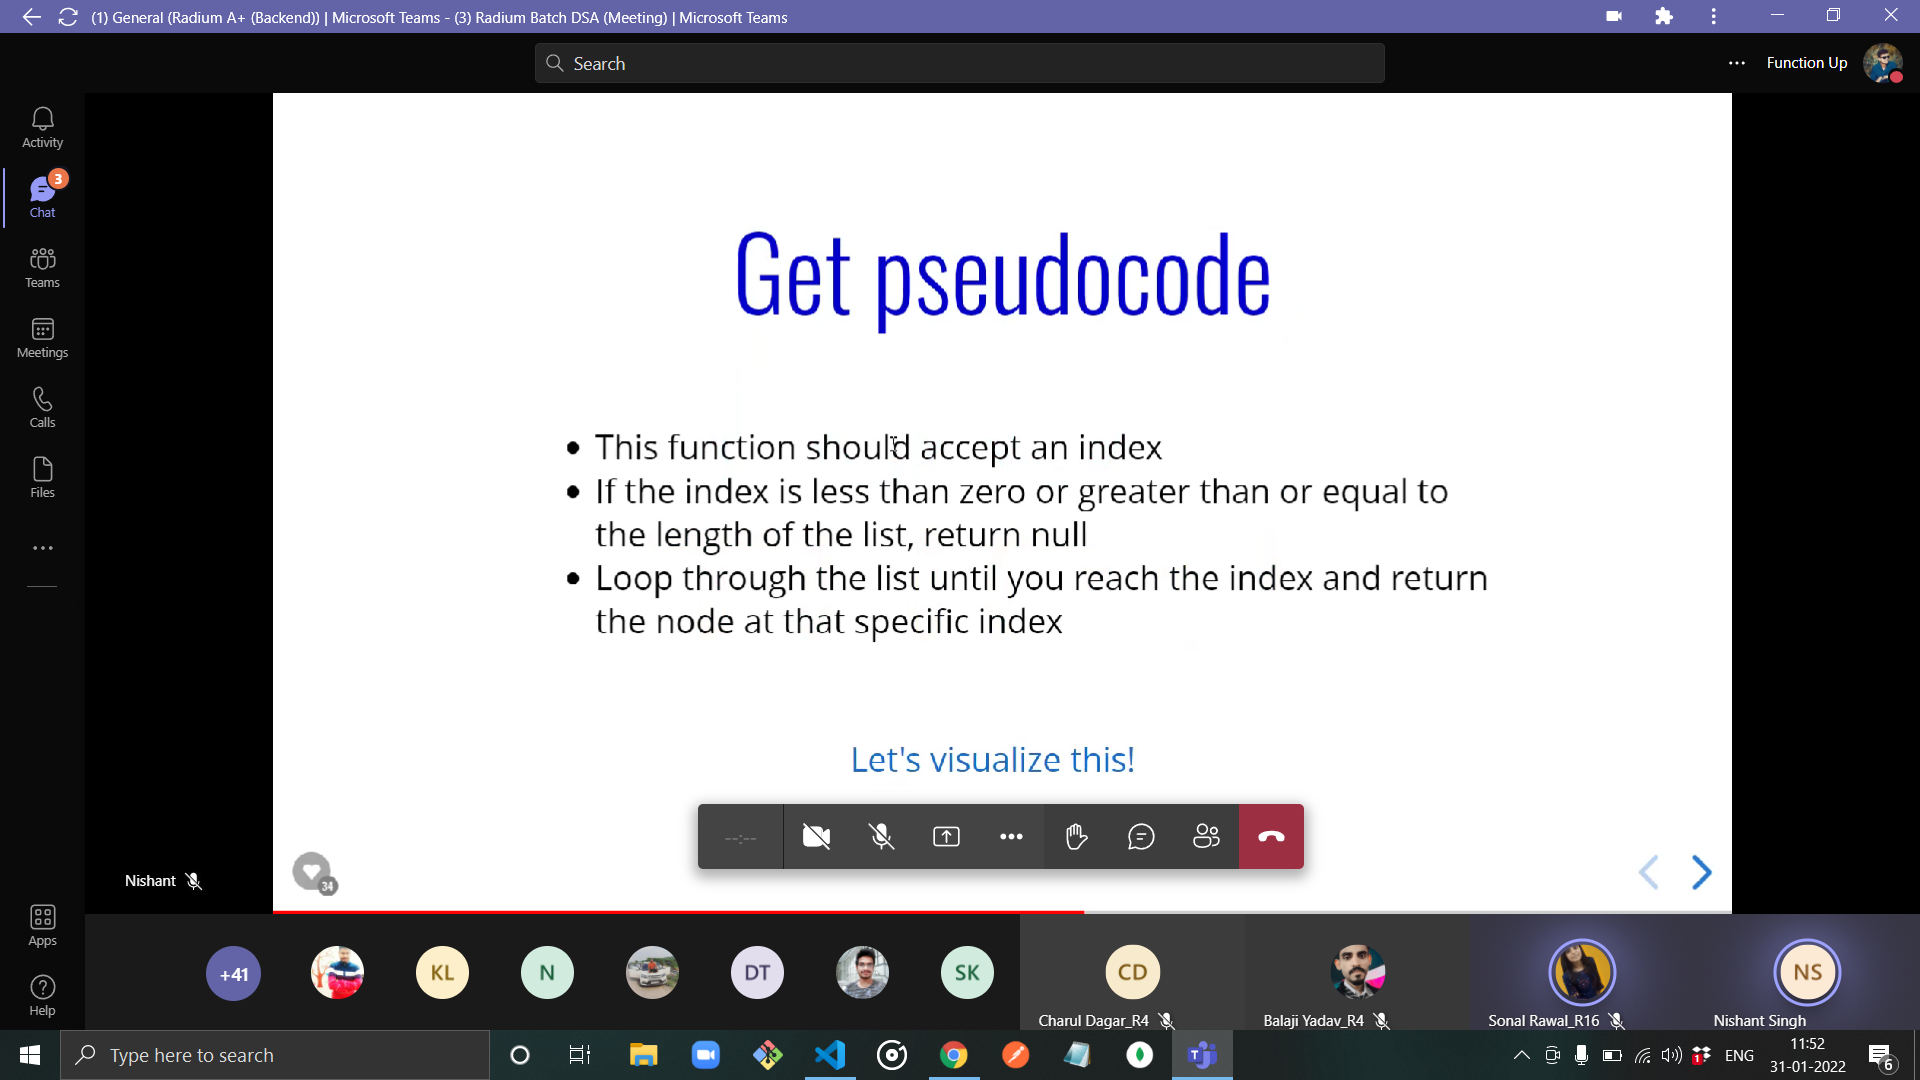 (1) General (Radium A+ (Backend)) | Microsoft Teams - (3) Radium Batch DSA (Meeting) | Microsoft Teams
Search
Function Up
Activity
3
Chat
Teams
Meetings
Calls
Files
Apps
Help
Get pseudocode
• This function should accept an index
• If the index is less than zero or greater than or equal to
the length of the list, return null
• Loop through the list until you reach the index and return
the node at that specific index
Let's visualize this!
--:--
Nishant
34
+41
KL
N
DT
SK
CD
NS
Charul Dagar_R4
Balaji Yadav_R4
Sonal Rawal_R16
Nishant Singh
Type here to search
1
ENG
11:52
31-01-2022
6